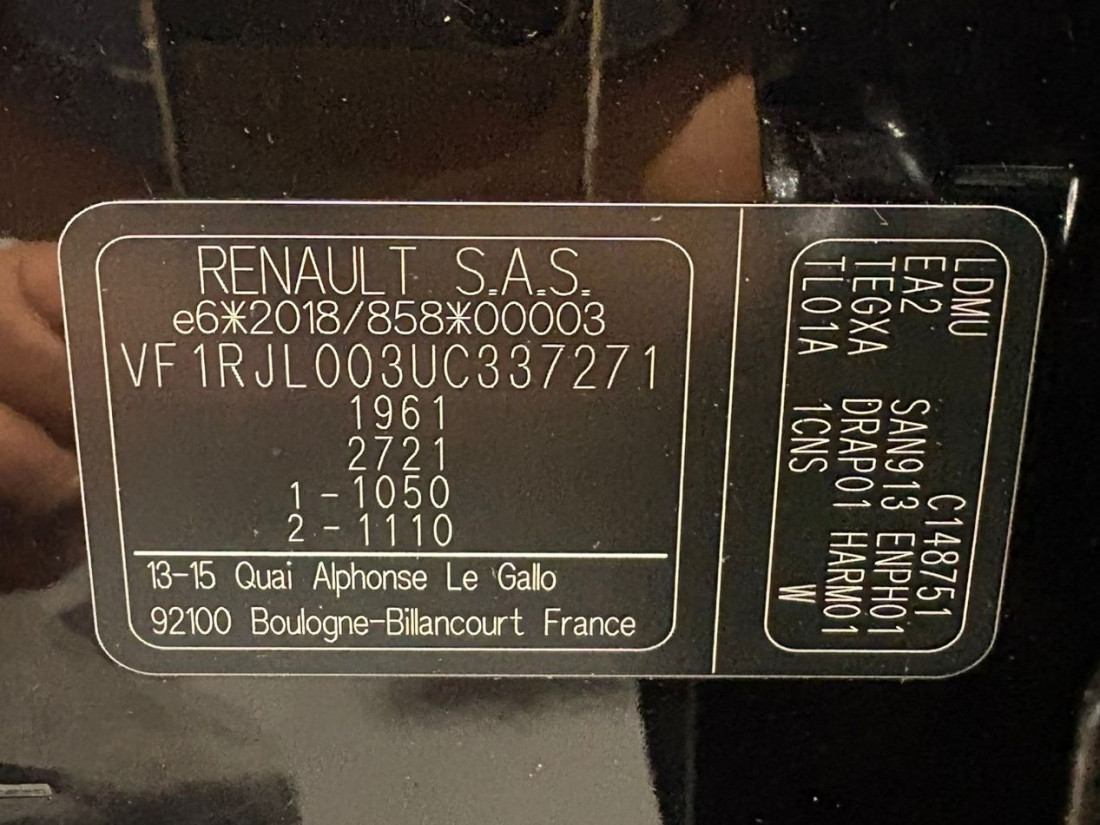 RENAULT S.A.S.
e6*2018/858*00003
VF1RJL003UC337271
1961
2721
1-1050
2-1110
13-15 Quai Alphonse Le Gallo
92100 Boulogne-Billancourt France
LDMU C148751
EA2 SAN913 ENPH01
TEGXA DRAP01 HARM01
TL01A 1CNS W